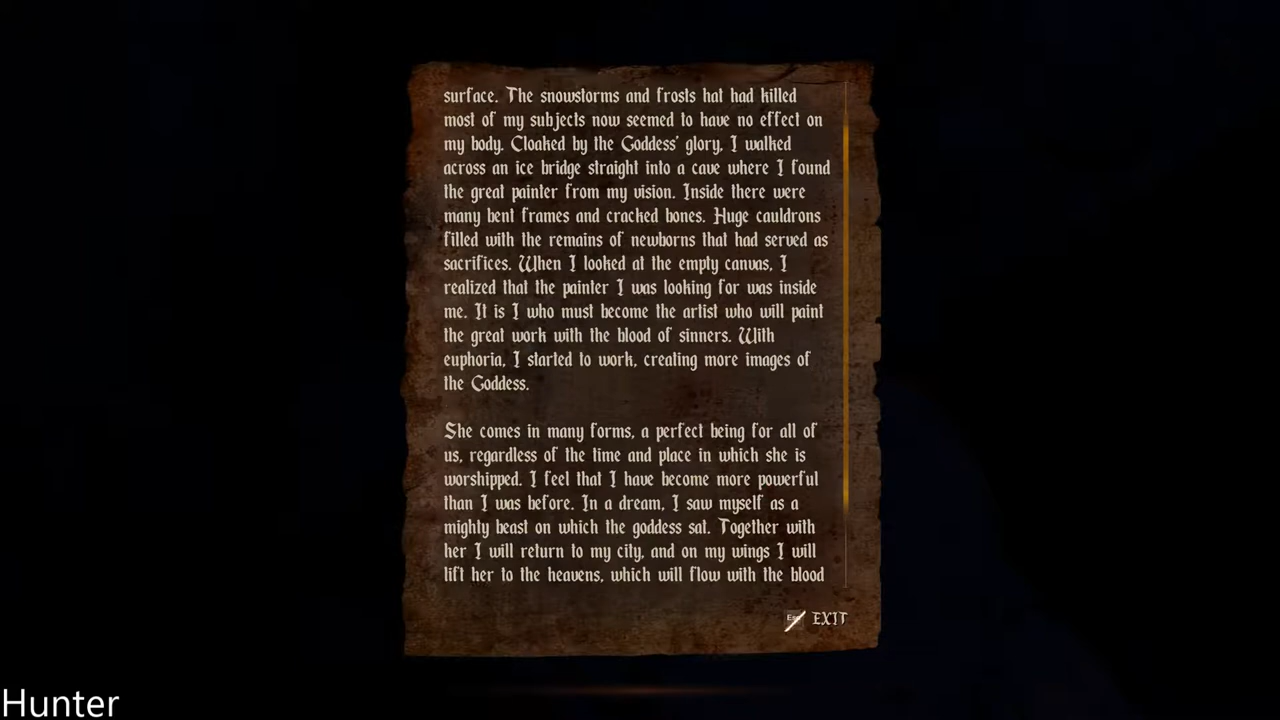 surface. The snowstorms and frosts hat had killed
most of my subjects now seemed to have no effect on
my body. Cloaked by the Goddess' glory, I walked
across an ice bridge straight into a cave where I found
the great painter from my vision. Inside there were
many bent frames and cracked bones. Huge cauldrons
filled with the remains of newborns that had served as
sacrifices. When I looked at the empty canvas, I
realized that the painter I was looking for was inside
me. It is I who must become the artist who will paint
the great work with the blood of sinners. With
euphoria, I started to work, creating more images of
the Goddess.
She comes in many forms, a perfect being for all of
us, regardless of the time and place in which she is
worshipped. I feel that I have become more powerful
than I was before. In a dream, I saw myself as a
mighty beast on which the goddess sat. Together with
her I will return to my city, and on my wings I will
lift her to the heavens, which will flow with the blood
Esc EXIT
Hunter